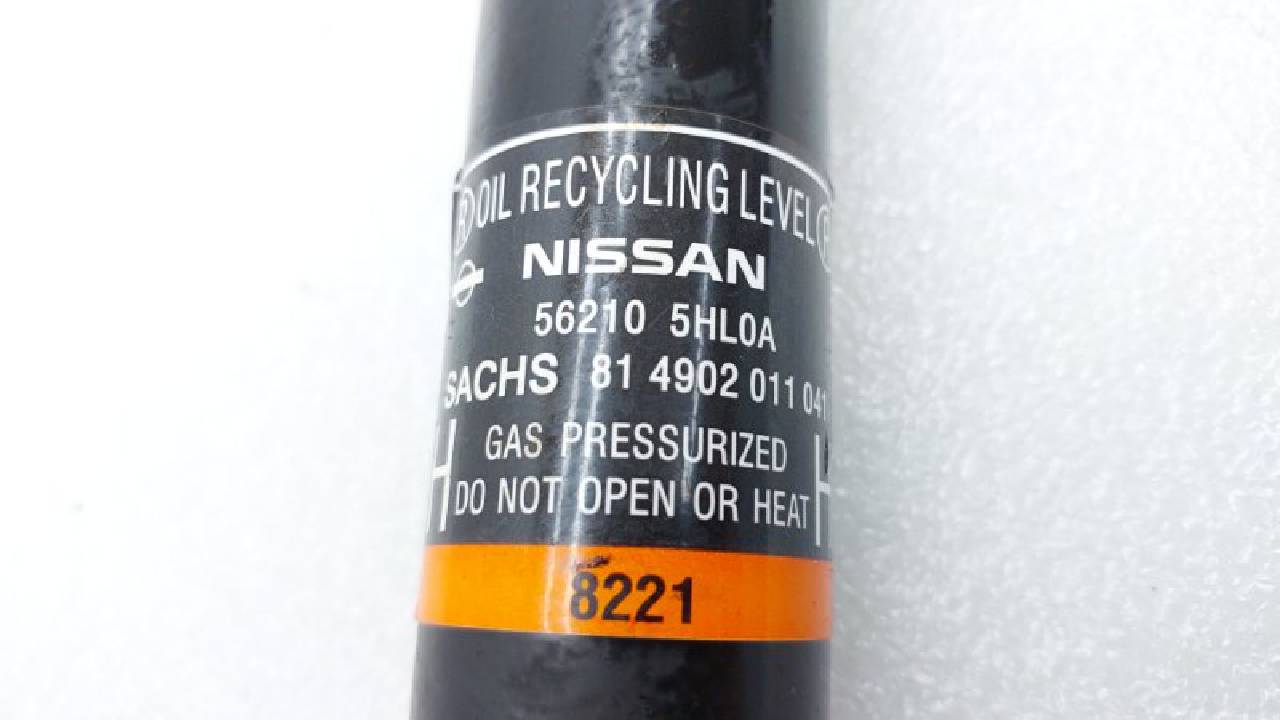 OIL RECYCLING LEVEL
NISSAN
56210 5HL0A
SACHS 81 4902 011 041
GAS PRESSURIZED
DO NOT OPEN OR HEAT
8221